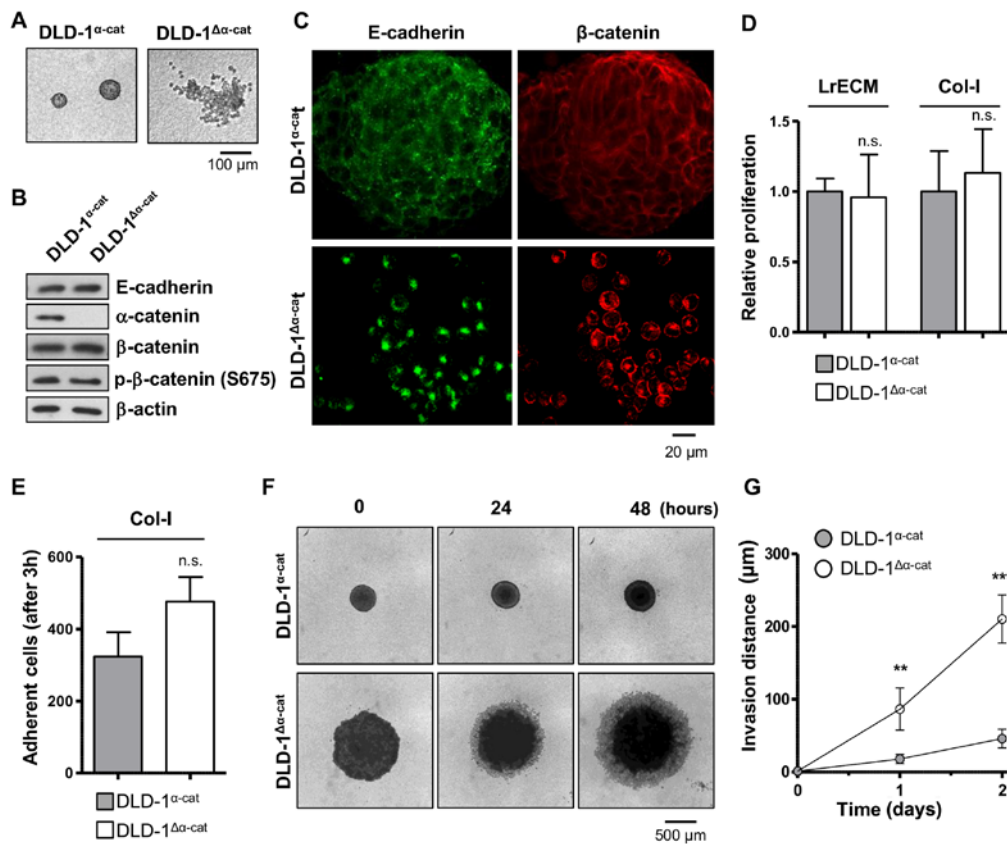 A
DLD-1α-cat DLD-1Δα-cat
100 µm
B
DLD-1α-cat
DLD-1Δα-cat
E-cadherin
α-catenin
β-catenin
p-β-catenin (S675)
β-actin
C
E-cadherin β-catenin
DLD-1α-cat
DLD-1Δα-cat
20 µm
D
LrECM Col-I
n.s. n.s.
Relative proliferation
1.5
1.0
0.5
0.0
DLD-1α-cat
DLD-1Δα-cat
E
Col-I
n.s.
Adherent cells (after 3h)
600
400
200
0
DLD-1α-cat
DLD-1Δα-cat
F
0 24 48 (hours)
DLD-1α-cat
DLD-1Δα-cat
500 µm
G
DLD-1α-cat
DLD-1Δα-cat
Invasion distance (µm)
300
200
100
0
**
**
0 1 2
Time (days)